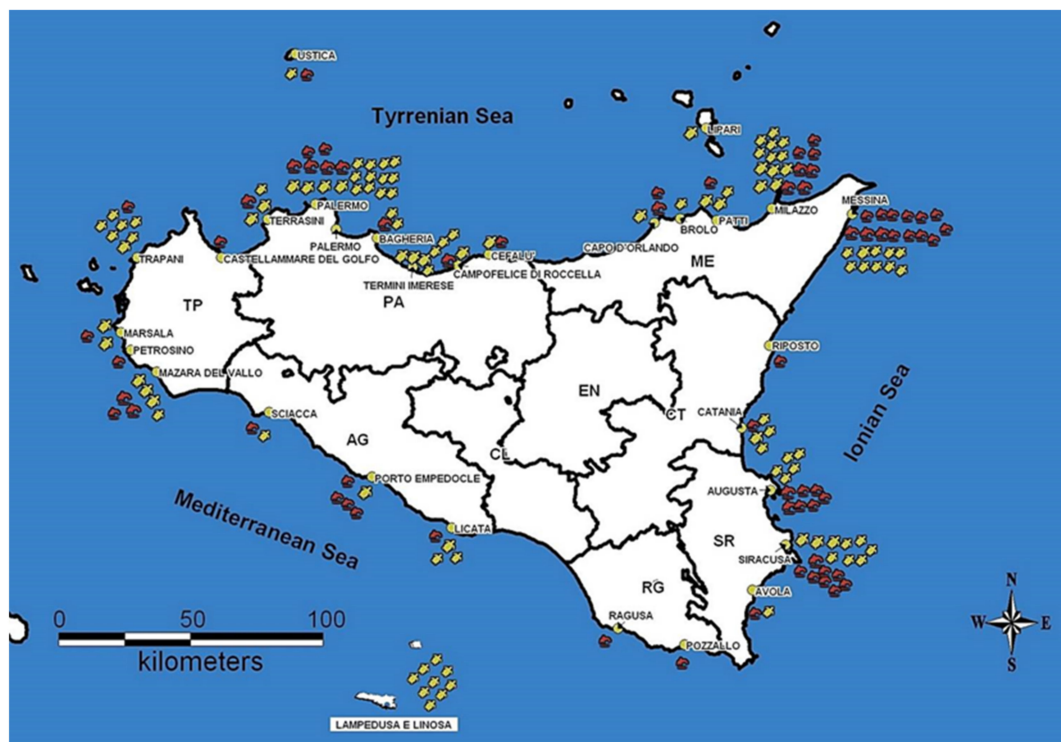 USTICA
Tyrrenian Sea
LIPARI
PALERMO
MESSINA
MILAZZO
TERRASINI
PATTI
BROLO
PALERMO
BAGHERIA
CAPO D'ORLANDO
CEFALU'
TRAPANI
CASTELLAMMARE DEL GOLFO
ME
CAMPOFELICE DI ROCCELLA
TERMINI IMERESE
TP
PA
MARSALA
PETROSINO
RIPOSTO
MAZARA DEL VALLO
EN
Ionian Sea
SCIACCA
CT
CATANIA
AG
CL
PORTO EMPEDOCLE
AUGUSTA
Mediterranean Sea
LICATA
SR
SIRACUSA
RG
AVOLA
RAGUSA
N
W
E
S
0 50 100
kilometers
POZZALLO
LAMPEDUSA E LINOSA